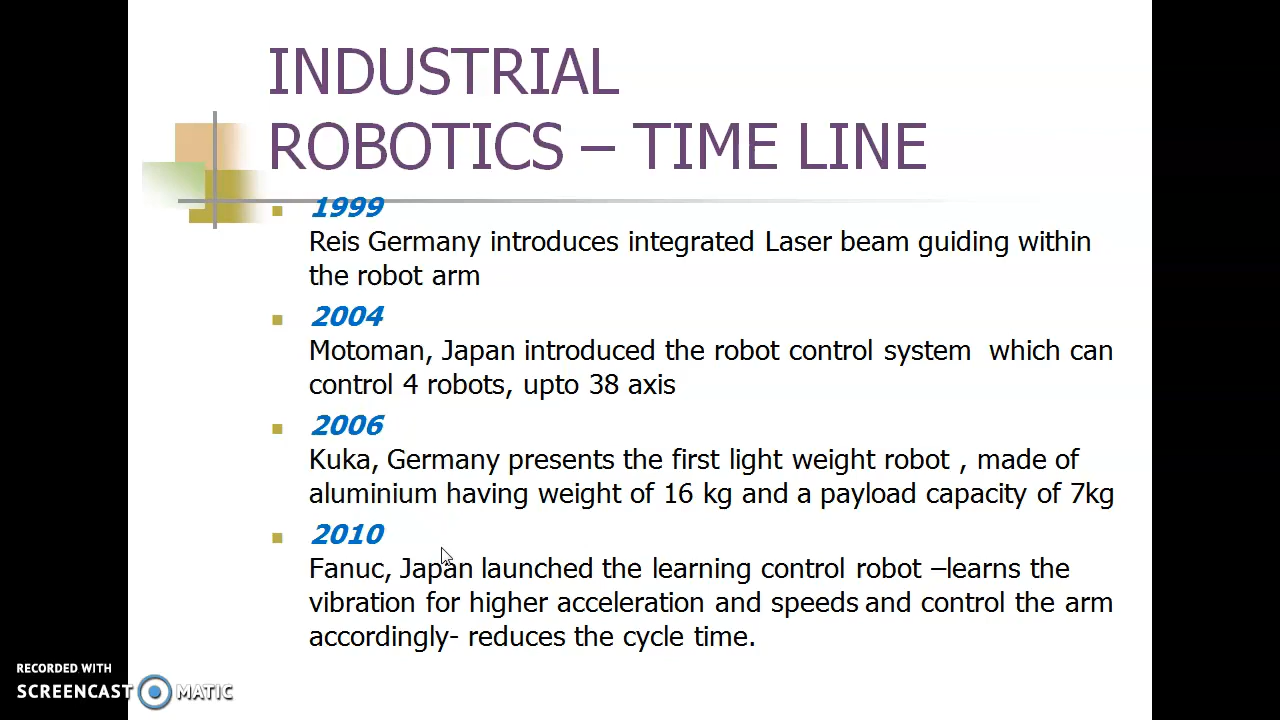 INDUSTRIAL
ROBOTICS – TIME LINE
1999
Reis Germany introduces integrated Laser beam guiding within
the robot arm
2004
Motoman, Japan introduced the robot control system which can
control 4 robots, upto 38 axis
2006
Kuka, Germany presents the first light weight robot , made of
aluminium having weight of 16 kg and a payload capacity of 7kg
2010
Fanuc, Japan launched the learning control robot –learns the
vibration for higher acceleration and speeds and control the arm
accordingly- reduces the cycle time.
RECORDED WITH
SCREENCAST MATIC